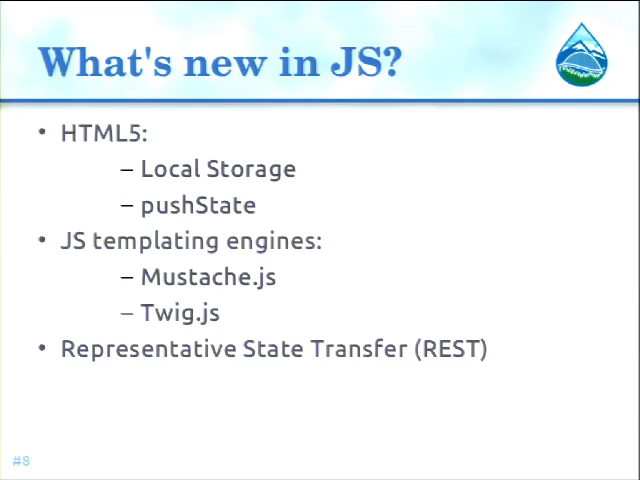 What's new in JS?
• HTML5:
– Local Storage
– pushState
• JS templating engines:
– Mustache.js
– Twig.js
• Representative State Transfer (REST)
#8